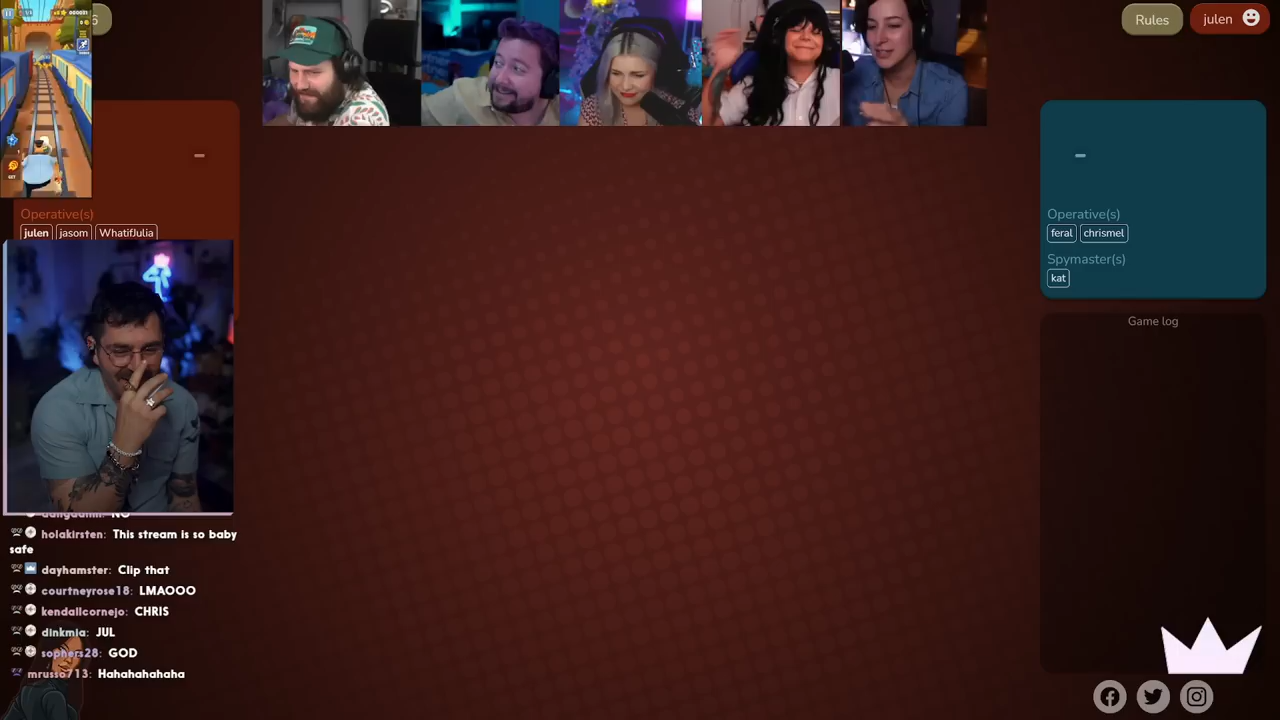 Rules
julen
Operative(s)
julen
jasom
WhatifJulia
Operative(s)
feral
chrismel
Spymaster(s)
kat
Game log
holakirsten: This stream is so baby
safe
dayhamster: Clip that
courtneyrose18: LMAOOO
kendallcornejo: CHRIS
dinkmia: JUL
sophers28: GOD
mrusso713: Hahahahahaha